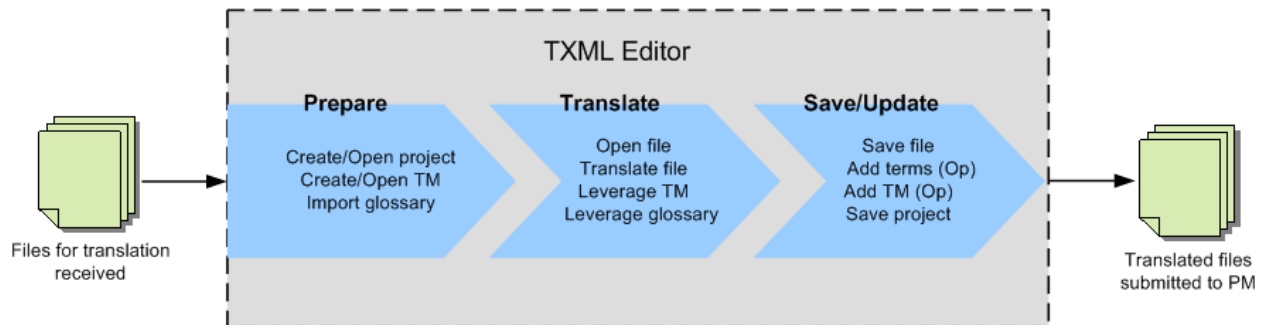 TXML Editor
Prepare
Create/Open project
Create/Open TM
Import glossary
Translate
Open file
Translate file
Leverage TM
Leverage glossary
Save/Update
Save file
Add terms (Op)
Add TM (Op)
Save project
Files for translation
received
Translated files
submitted to PM